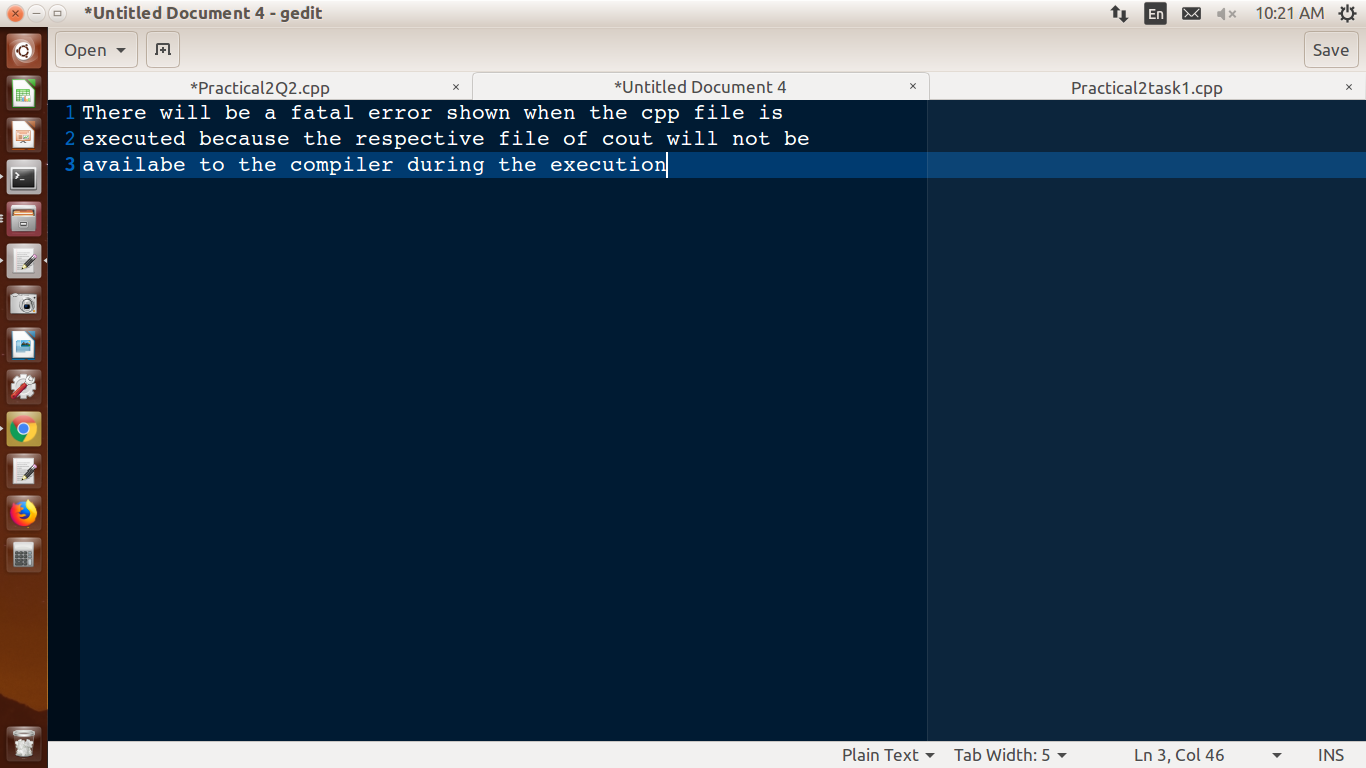 *Untitled Document 4 - gedit
En
10:21 AM
Open
Save
*Practical2Q2.cpp
*Untitled Document 4
Practical2task1.cpp
1 There will be a fatal error shown when the cpp file is
2 executed because the respective file of cout will not be
3 availabe to the compiler during the execution
Plain Text
Tab Width: 5
Ln 3, Col 46
INS